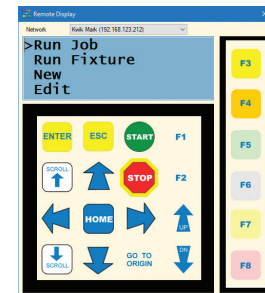 Remote Display
Network Kwik Mark (192.168.123.212)
>Run Job
Run Fixture
New
Edit
ENTER ESC START F1
SCROLL STOP F2
HOME UP
SCROLL GO TO ORIGIN DN
F3
F4
F5
F6
F7
F8